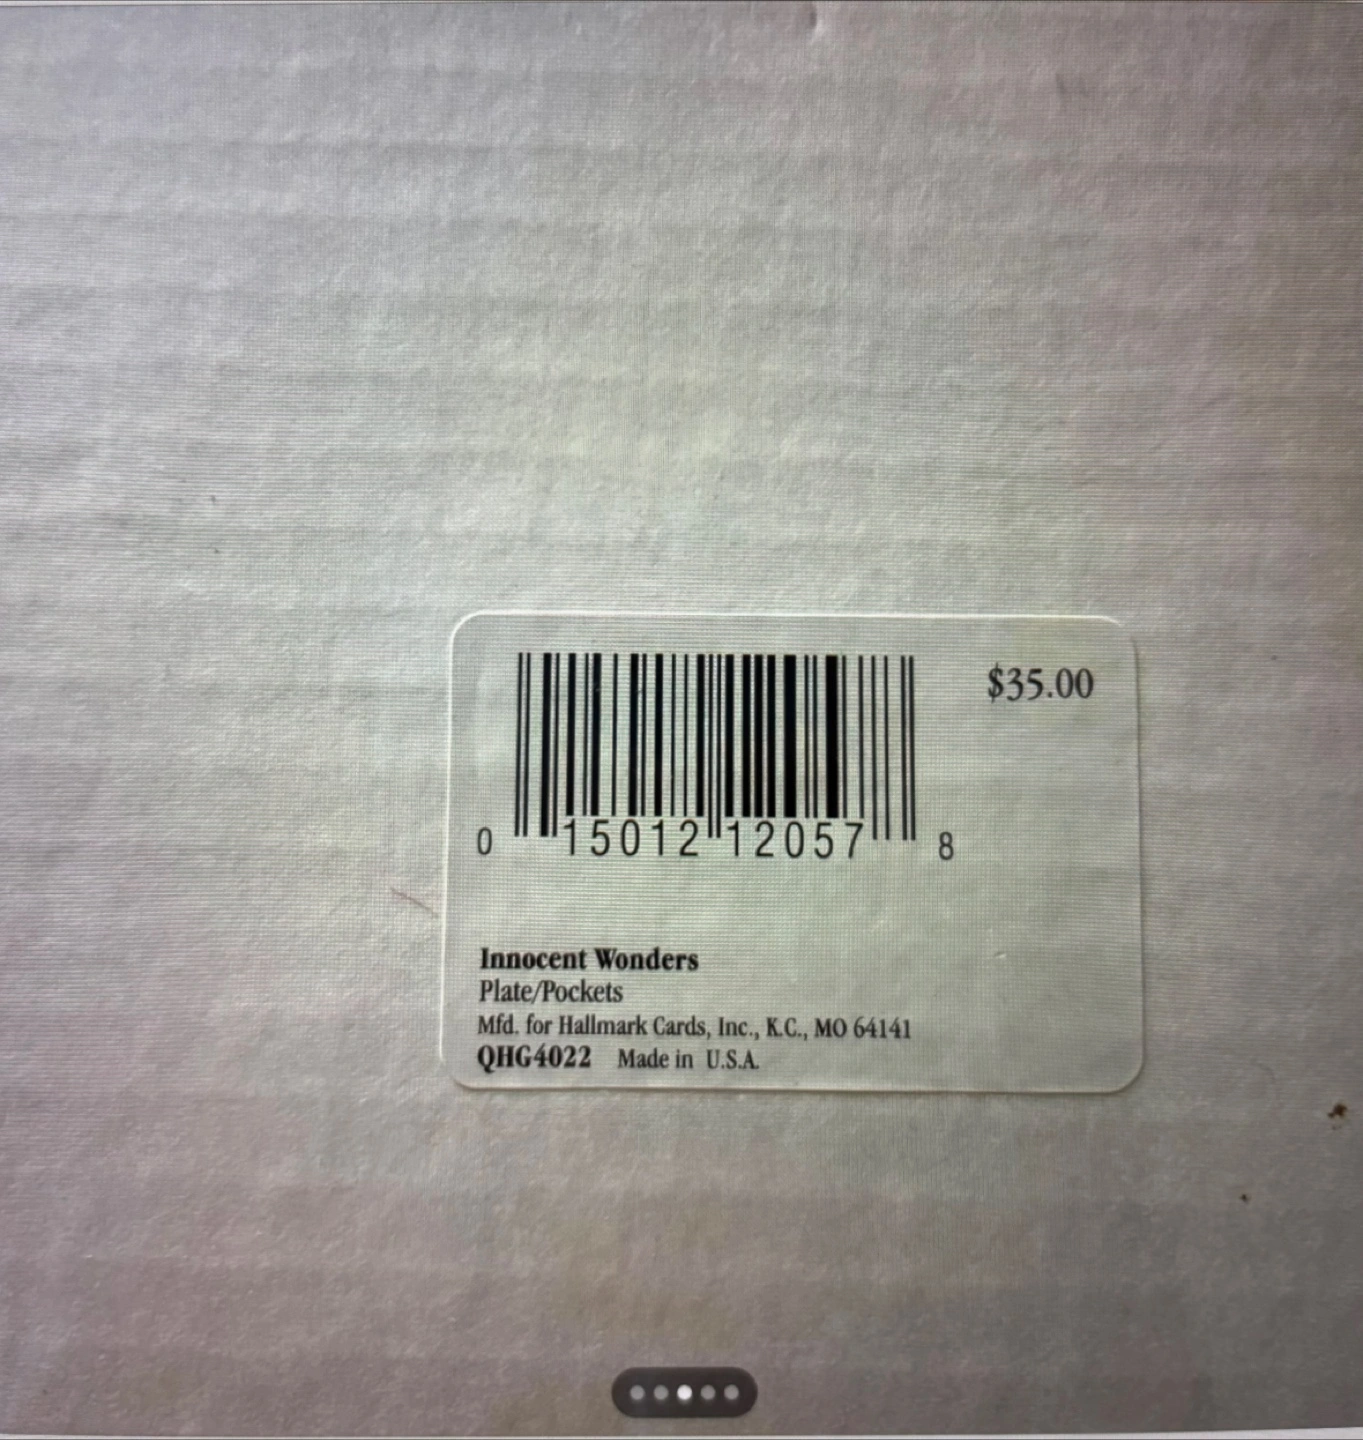 $35.00
0 15012 12057 8
Innocent Wonders
Plate/Pockets
Mfd. for Hallmark Cards, Inc., K.C., MO 64141
QHG4022 Made in U.S.A.